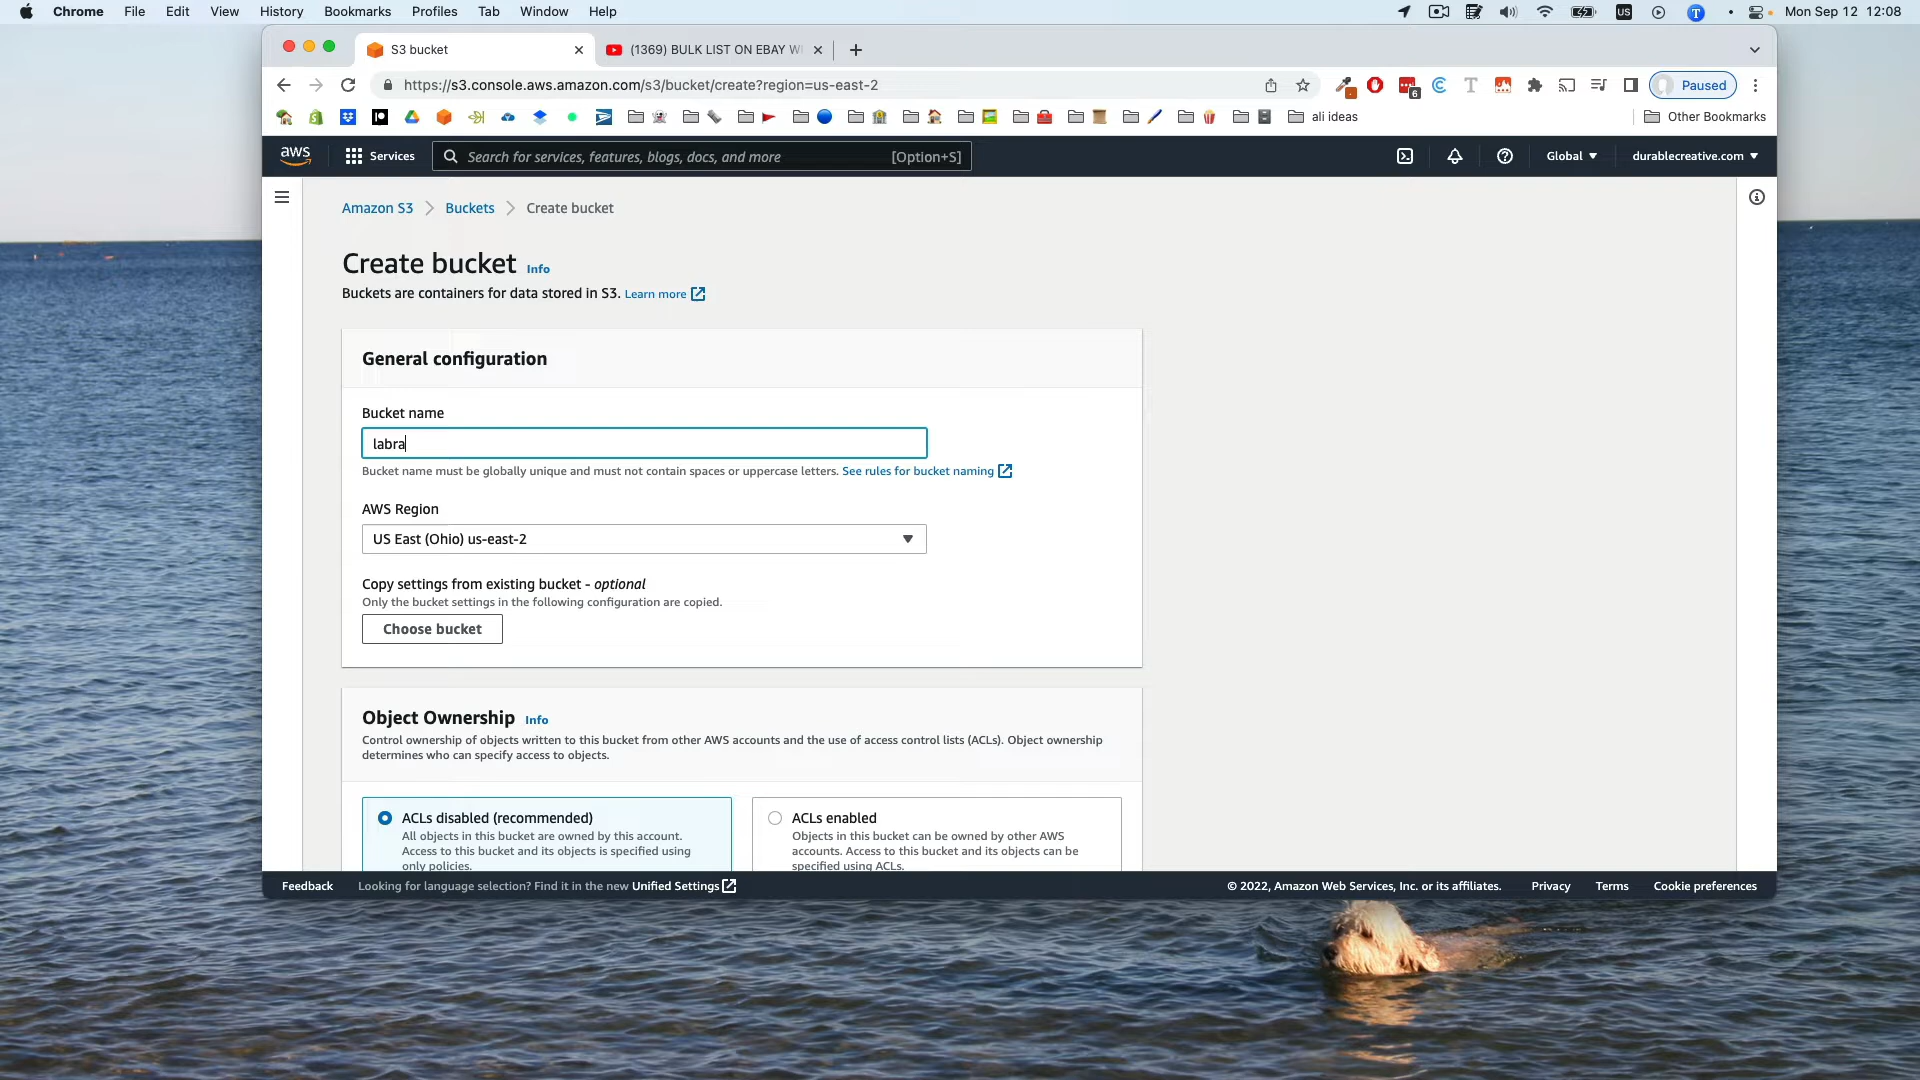 Chrome File Edit View History Bookmarks Profiles Tab Window Help
US
T
Mon Sep 12 12:08
S3 bucket
(1369) BULK LIST ON EBAY W
https://s3.console.aws.amazon.com/s3/bucket/create?region=us-east-2
6
Paused
ali ideas
Other Bookmarks
aws
Services
Search for services, features, blogs, docs, and more [Option+S]
Global
durablecreative.com
Amazon S3 Buckets Create bucket
Create bucket Info
Buckets are containers for data stored in S3. Learn more
General configuration
Bucket name
labra
Bucket name must be globally unique and must not contain spaces or uppercase letters. See rules for bucket naming
AWS Region
US East (Ohio) us-east-2
Copy settings from existing bucket - optional
Only the bucket settings in the following configuration are copied.
Choose bucket
Object Ownership Info
Control ownership of objects written to this bucket from other AWS accounts and the use of access control lists (ACLs). Object ownership
determines who can specify access to objects.
ACLs disabled (recommended)
All objects in this bucket are owned by this account.
Access to this bucket and its objects is specified using
only policies.
ACLs enabled
Objects in this bucket can be owned by other AWS
accounts. Access to this bucket and its objects can be
specified using ACLs.
Feedback Looking for language selection? Find it in the new Unified Settings
© 2022, Amazon Web Services, Inc. or its affiliates. Privacy Terms Cookie preferences